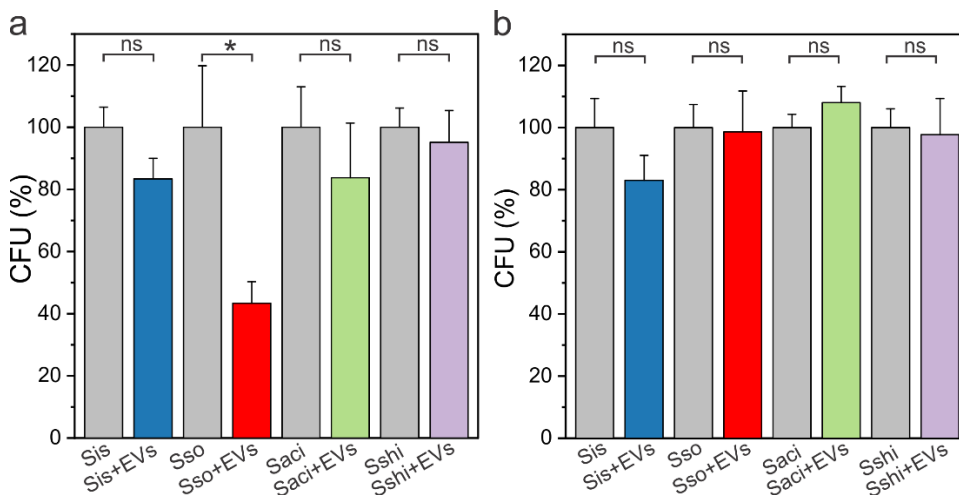 a
ns * ns ns
120
100
80
60
40
20
0
CFU (%)
Sis
Sis+EVs
Sso
Sso+EVs
Saci
Saci+EVs
Sshi
Sshi+EVs
b
ns ns ns ns
120
100
80
60
40
20
0
CFU (%)
Sis
Sis+EVs
Sso
Sso+EVs
Saci
Saci+EVs
Sshi
Sshi+EVs